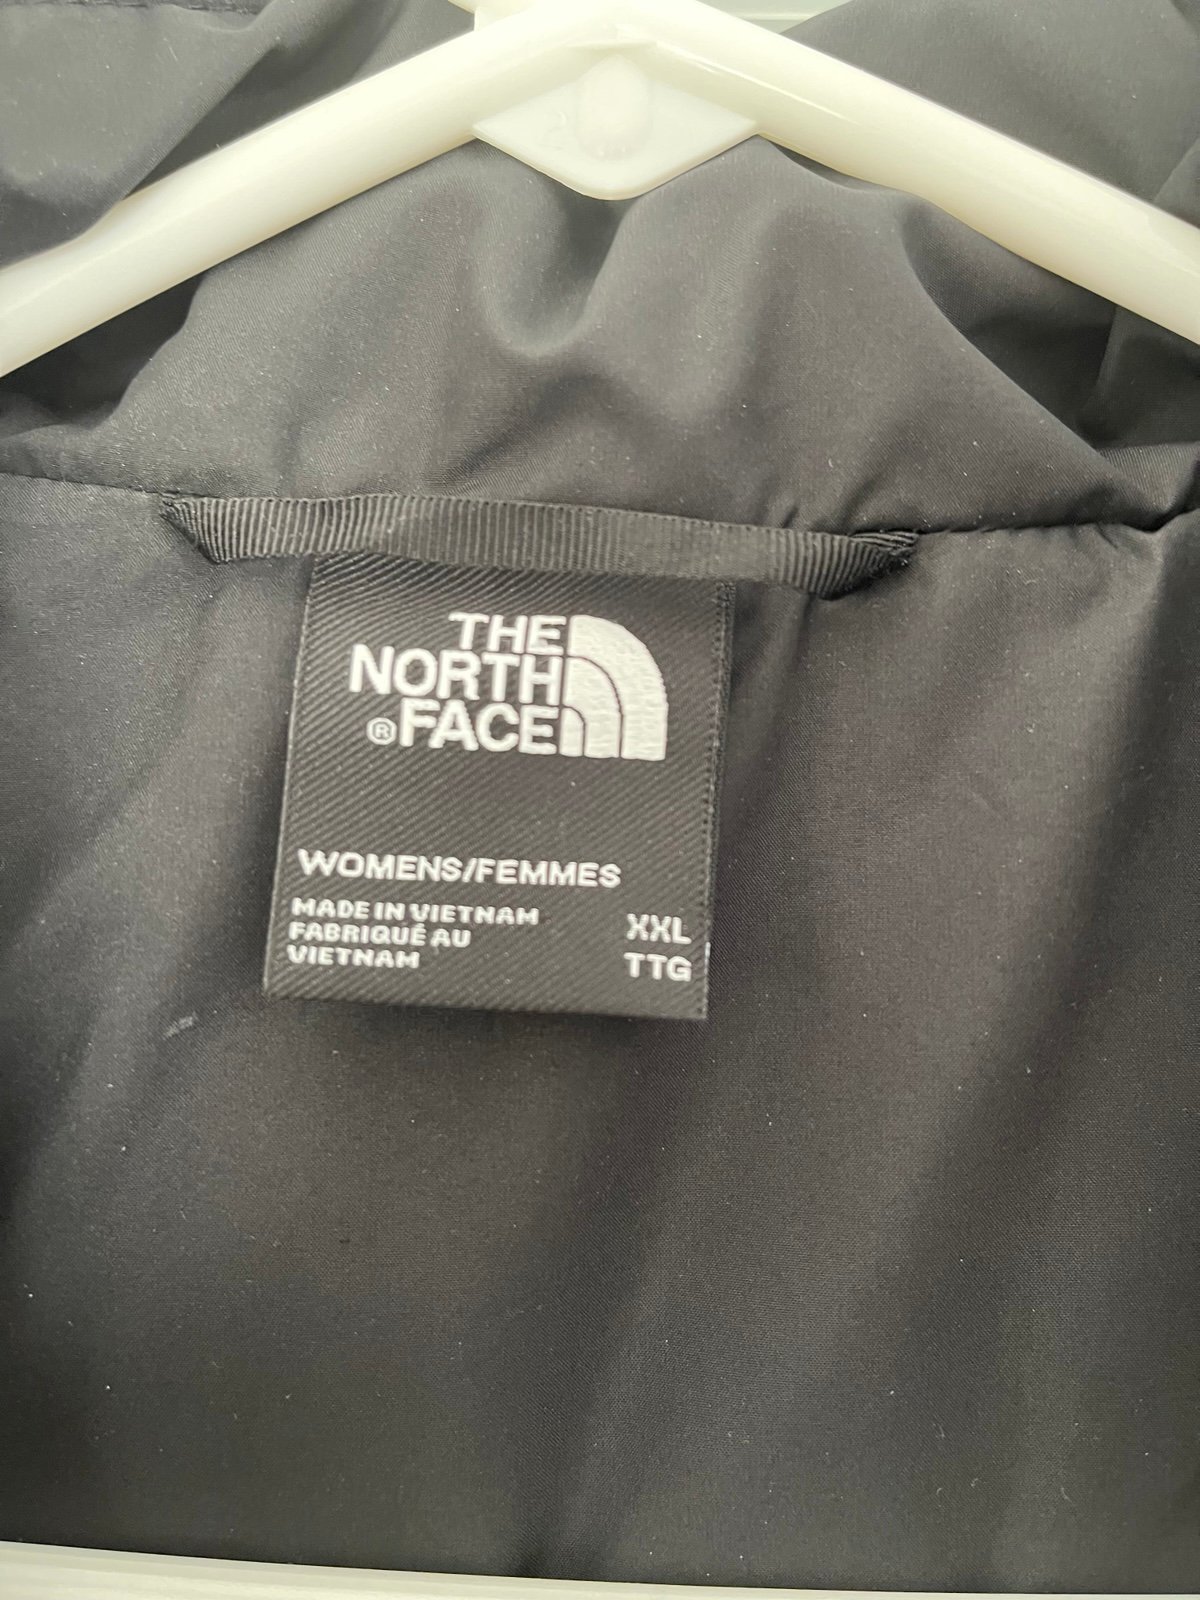 THE
NORTH
®FACE
WOMENS/FEMMES
MADE IN VIETNAM
FABRIQUÉ AU
VIETNAM
XXL
TTG